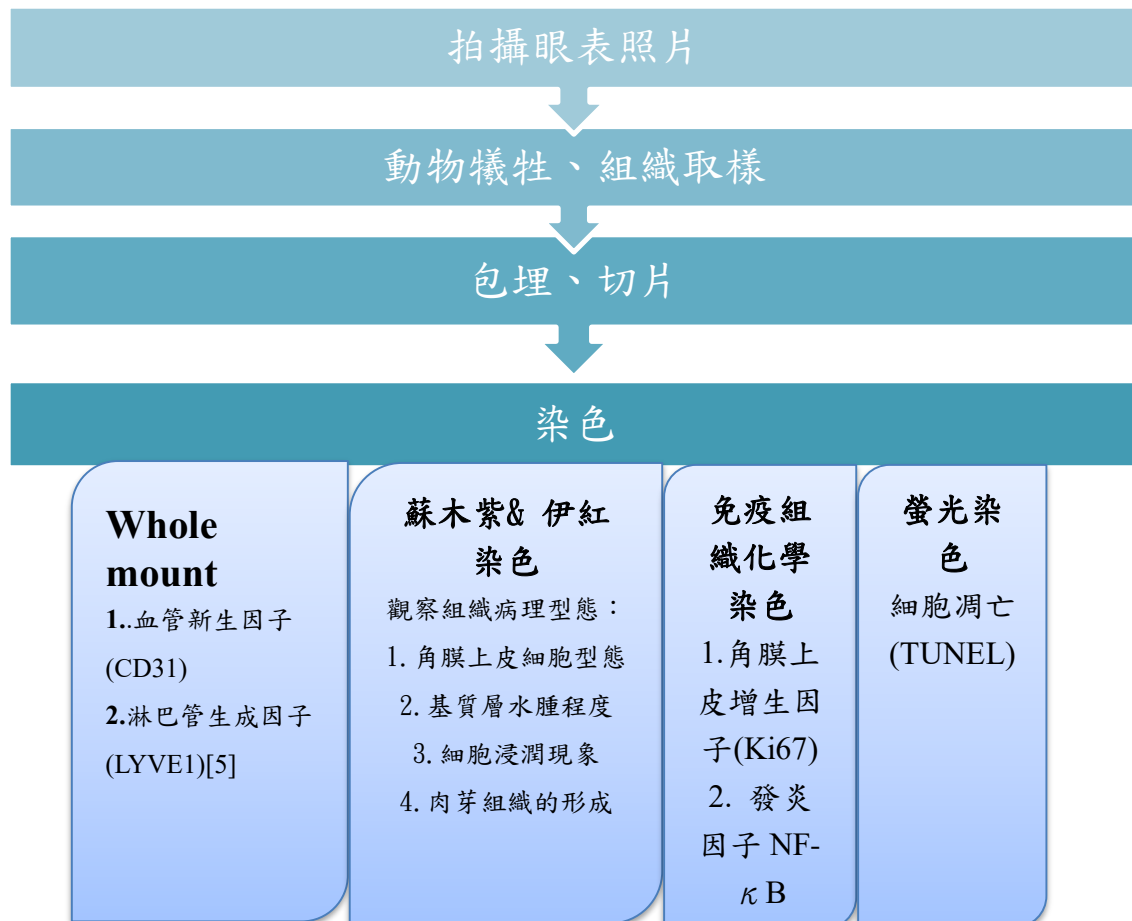 拍攝眼表照片
動物犧牲、組織取樣
包埋、切片
染色
Whole
mount
1..血管新生因子
(CD31)
2.淋巴管生成因子
(LYVE1)[5]
蘇木紫& 伊紅
染色
觀察組織病理型態：
1. 角膜上皮細胞型態
2. 基質層水腫程度
3. 細胞浸潤現象
4. 肉芽組織的形成
免疫組
織化學
染色
1.角膜上
皮增生因
子(Ki67)
2. 發炎
因子 NF-
κ B
螢光染
色
細胞凋亡
(TUNEL)